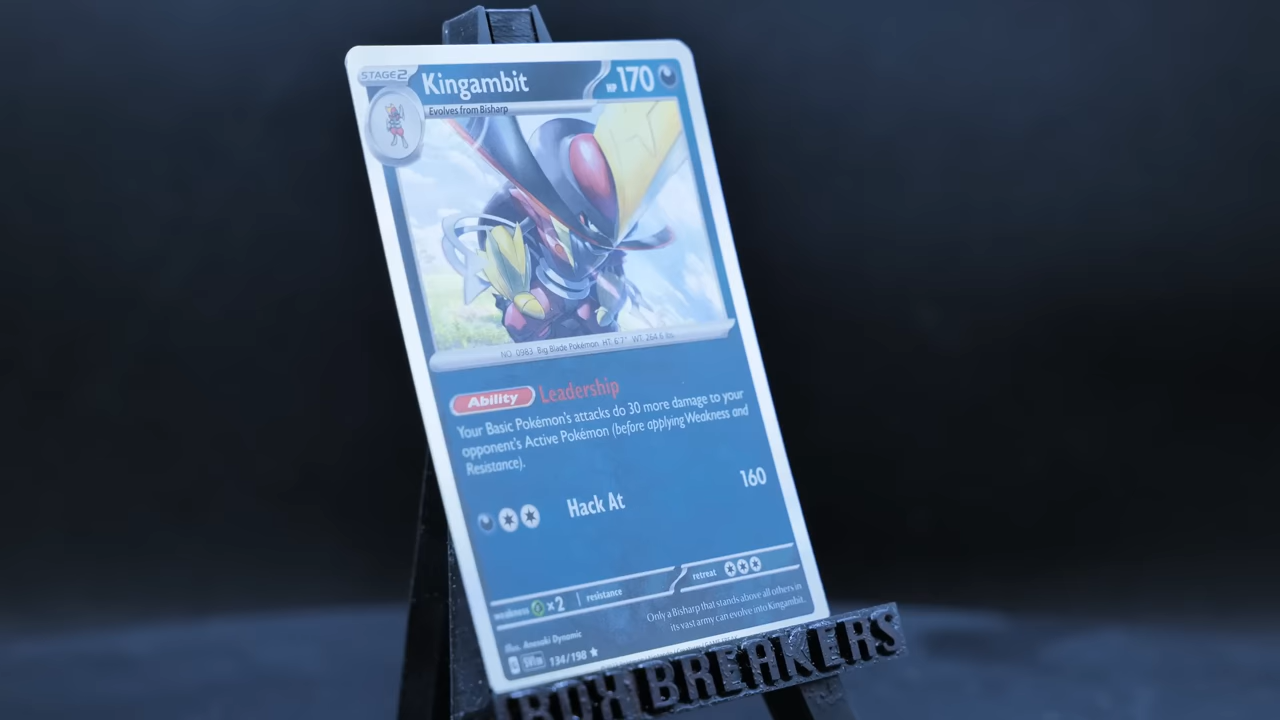 STAGE2 Kingambit HP 170
Evolves from Bisharp
NO. 0983 Big Blade Pokémon. HT: 6'7" WT: 264.6 lbs.
Ability Leadership
Your Basic Pokémon's attacks do 30 more damage to your
opponent's Active Pokémon (before applying Weakness and
Resistance).
Hack At 160
weakness ×2 resistance retreat
Only a Bisharp that stands above all others in
its vast army can evolve into Kingambit.
Illus. Anesaki Dynamic
G SVI EN 134/198 ★
BOX BREAKERS